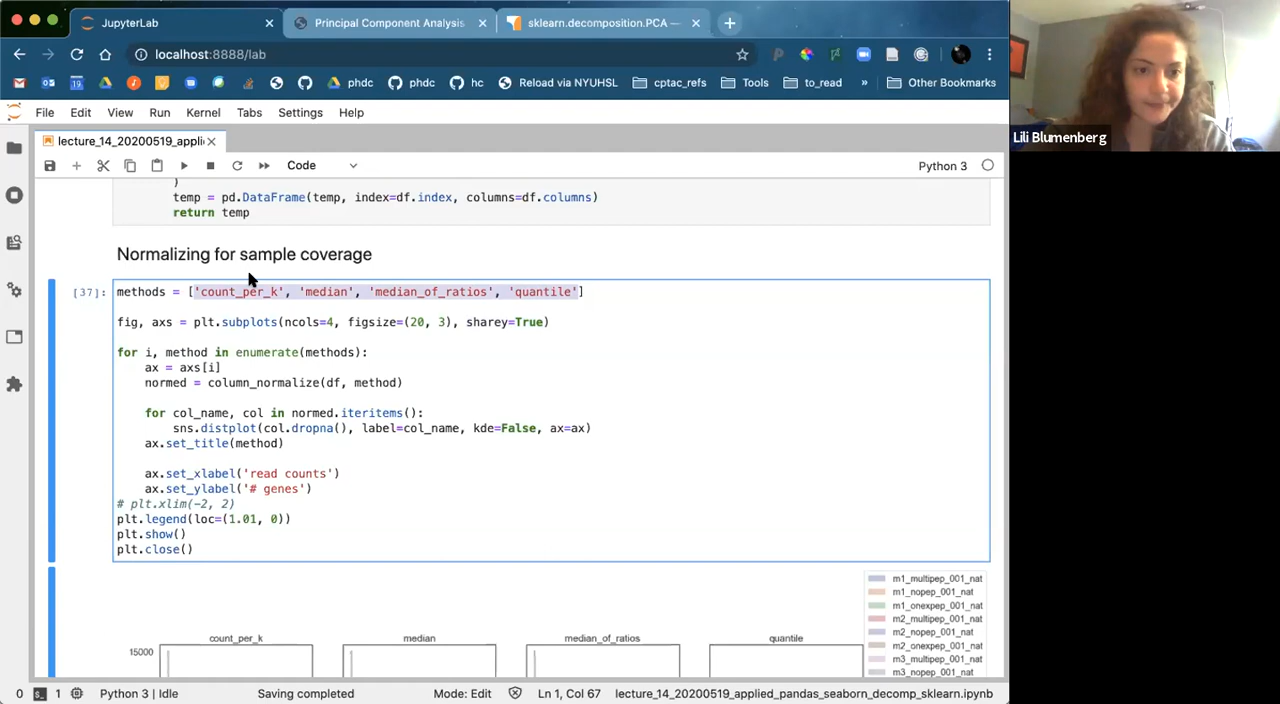 JupyterLab
Principal Component Analysis
sklearn.decomposition.PCA —
localhost:8888/lab
phdc
phdc
hc
Reload via NYUHSL
cptac_refs
Tools
to_read
»
Other Bookmarks
Lili Blumenberg
File Edit View Run Kernel Tabs Settings Help
lecture_14_20200519_appli
Code
Python 3
)
temp = pd.DataFrame(temp, index=df.index, columns=df.columns)
return temp
Normalizing for sample coverage
[37]:
methods = ['count_per_k', 'median', 'median_of_ratios', 'quantile']
fig, axs = plt.subplots(ncols=4, figsize=(20, 3), sharey=True)
for i, method in enumerate(methods):
ax = axs[i]
normed = column_normalize(df, method)
for col_name, col in normed.iteritems():
sns.distplot(col.dropna(), label=col_name, kde=False, ax=ax)
ax.set_title(method)
ax.set_xlabel('read counts')
ax.set_ylabel('# genes')
# plt.xlim(-2, 2)
plt.legend(loc=(1.01, 0))
plt.show()
plt.close()
m1_multipep_001_nat
m1_nopep_001_nat
m1_onexpep_001_nat
m2_multipep_001_nat
m2_nopep_001_nat
m2_onexpep_001_nat
m3_multipep_001_nat
m3_nopep_001_nat
count_per_k
median
median_of_ratios
quantile
15000
0
1
Python 3 | Idle
Saving completed
Mode: Edit
Ln 1, Col 67
lecture_14_20200519_applied_pandas_seaborn_decomp_sklearn.ipynb